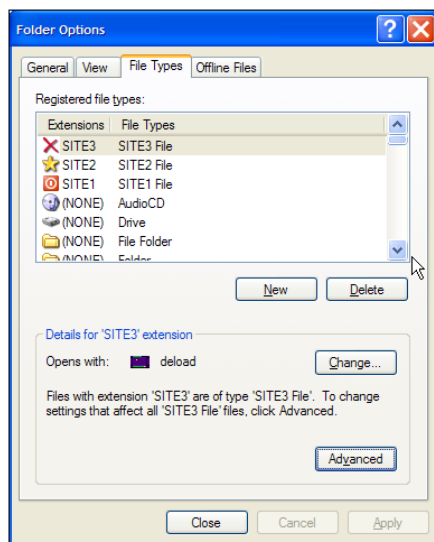 Folder Options
General View File Types Offline Files
Registered file types:
Extensions File Types
SITE3 SITE3 File
SITE2 SITE2 File
SITE1 SITE1 File
(NONE) AudioCD
(NONE) Drive
(NONE) File Folder
(NONE) Folder
New Delete
Details for 'SITE3' extension
Opens with: deload Change...
Files with extension 'SITE3' are of type 'SITE3 File'. To change
settings that affect all 'SITE3 File' files, click Advanced.
Advanced
Close Cancel Apply